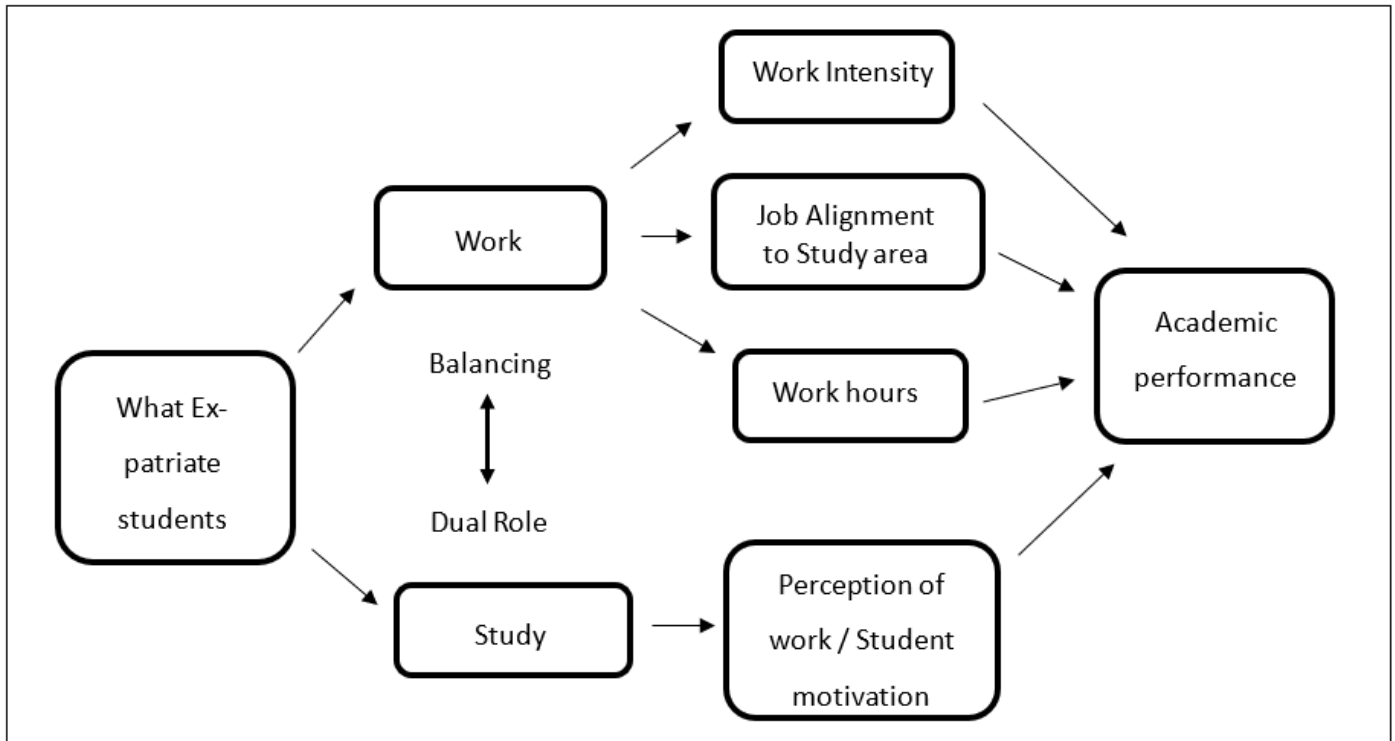 Work Intensity
Job Alignment
to Study area
Work
Academic
performance
Balancing
Work hours
What Ex-
patriate
students
Dual Role
Study
Perception of
work / Student
motivation